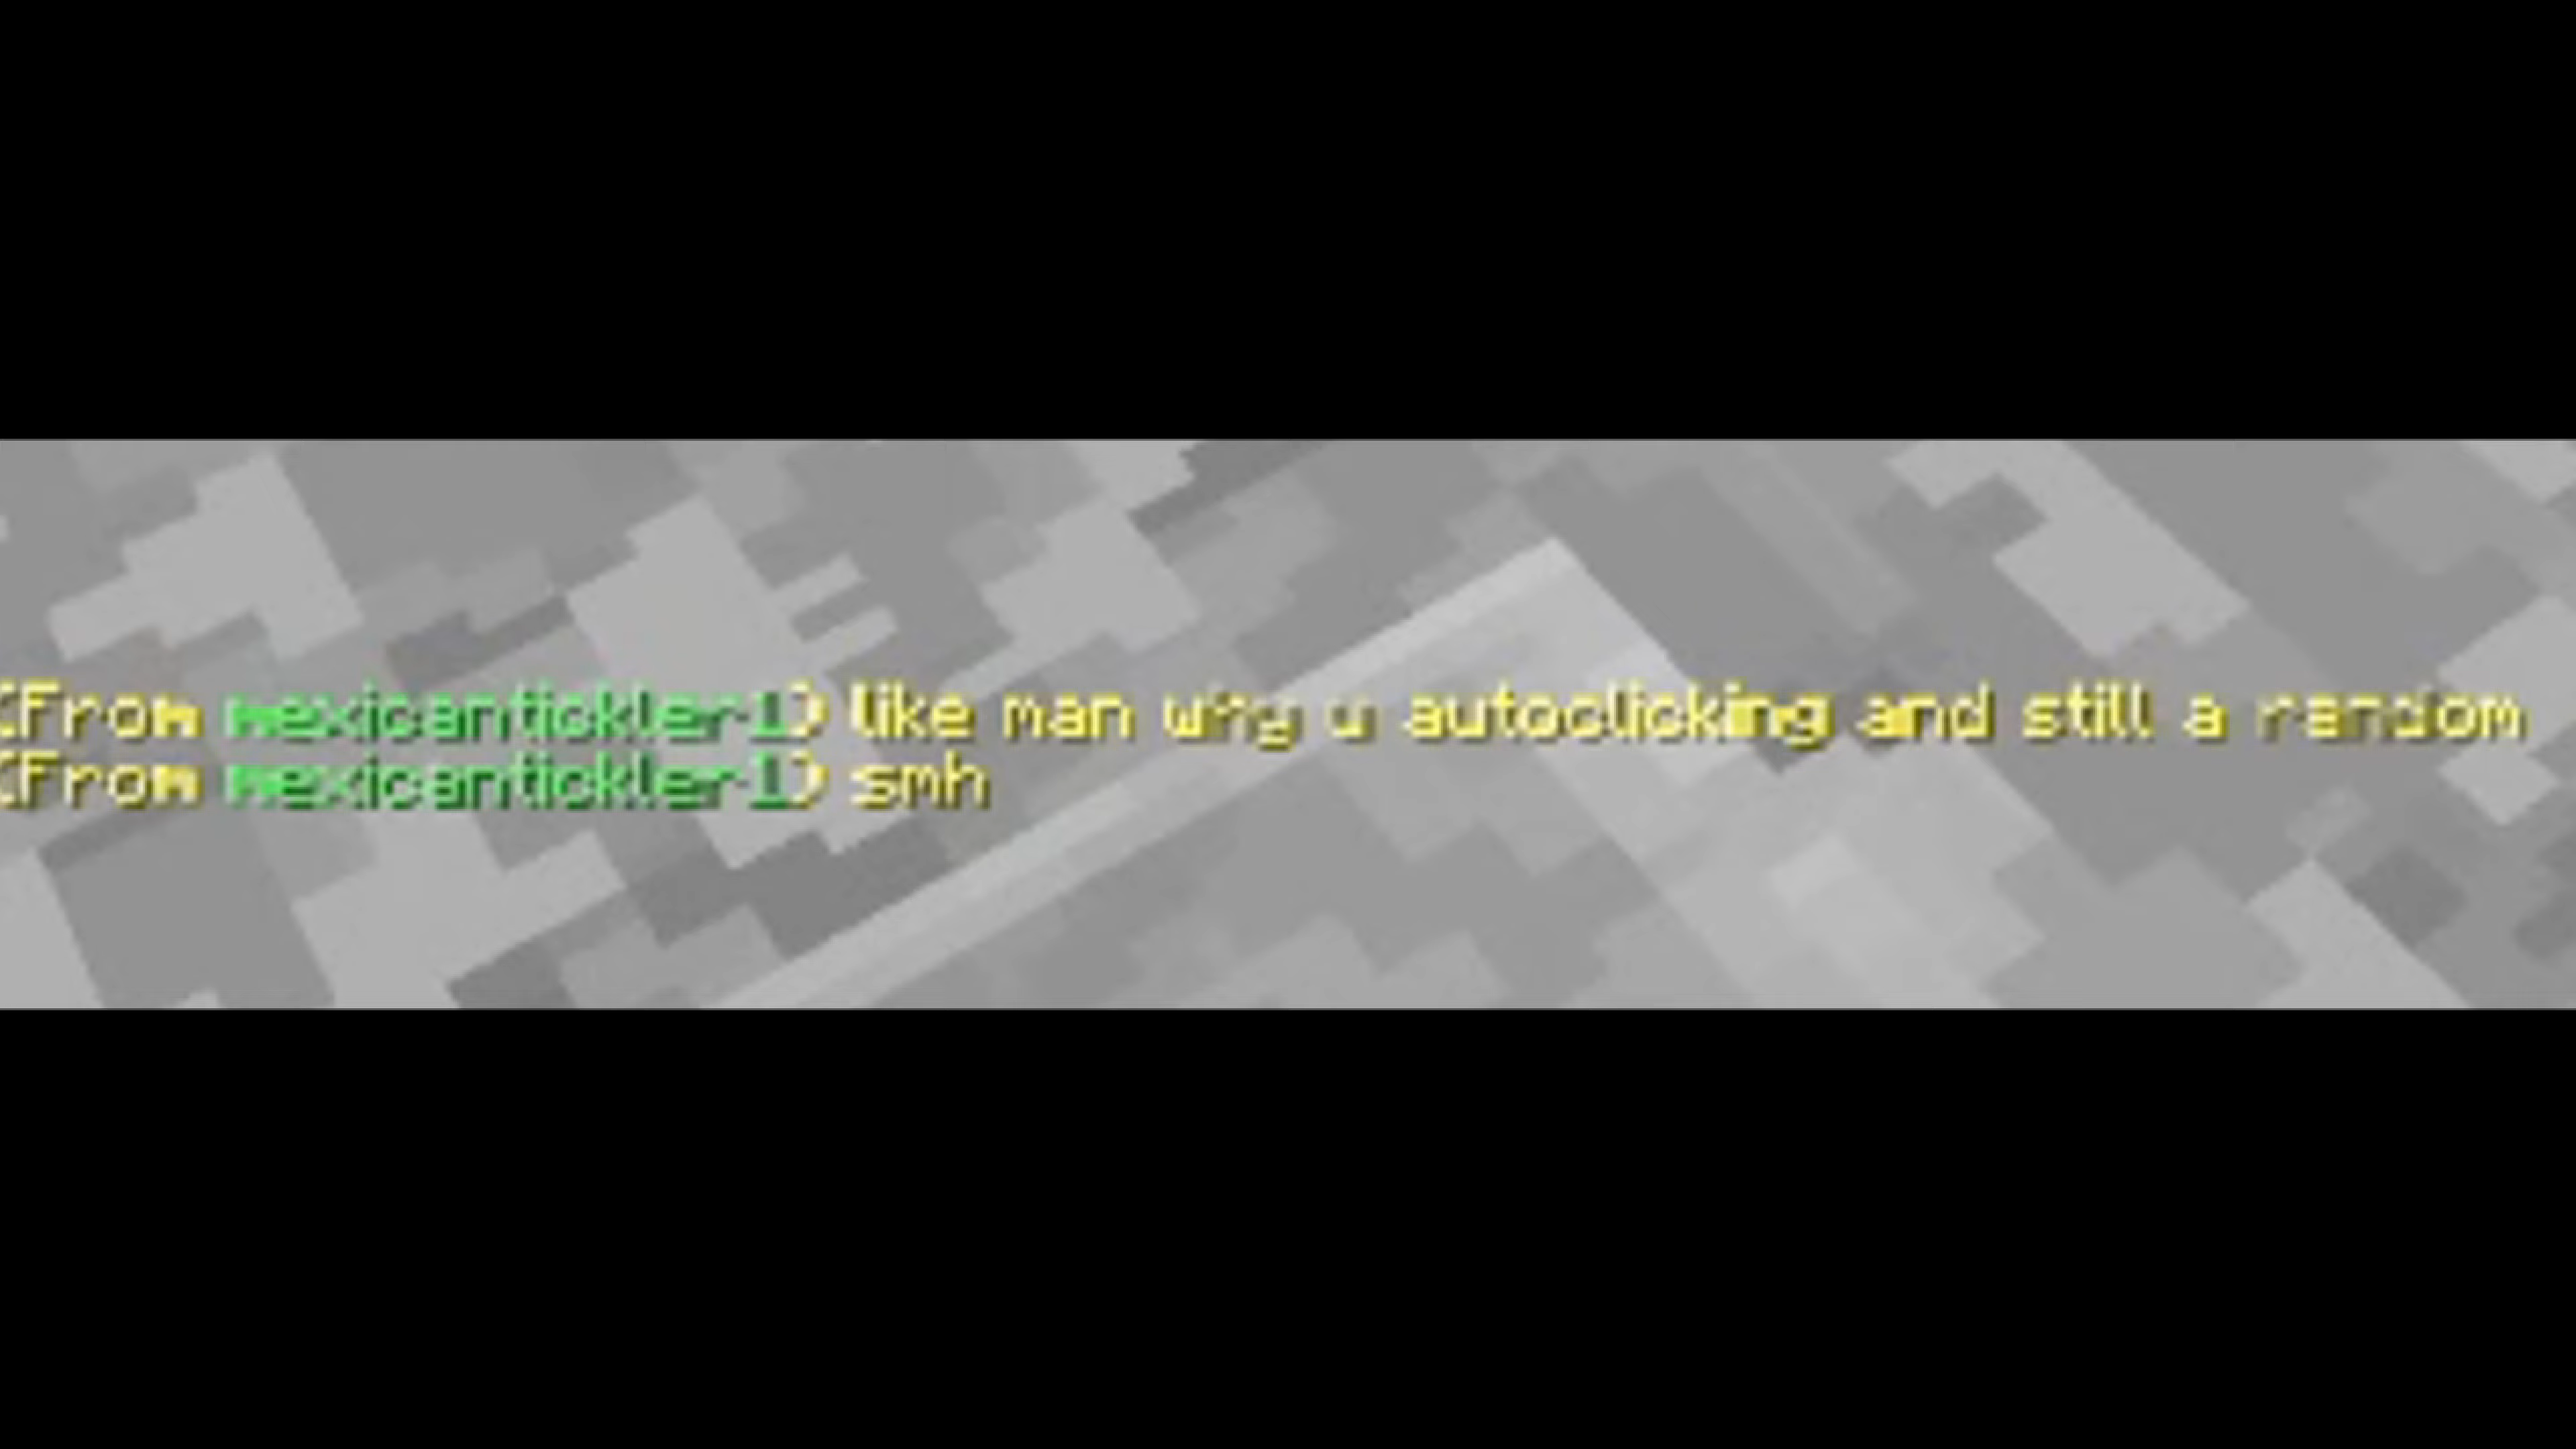 (From mexicantickler1) like man why u autoclicking and still a random
(From mexicantickler1) smh